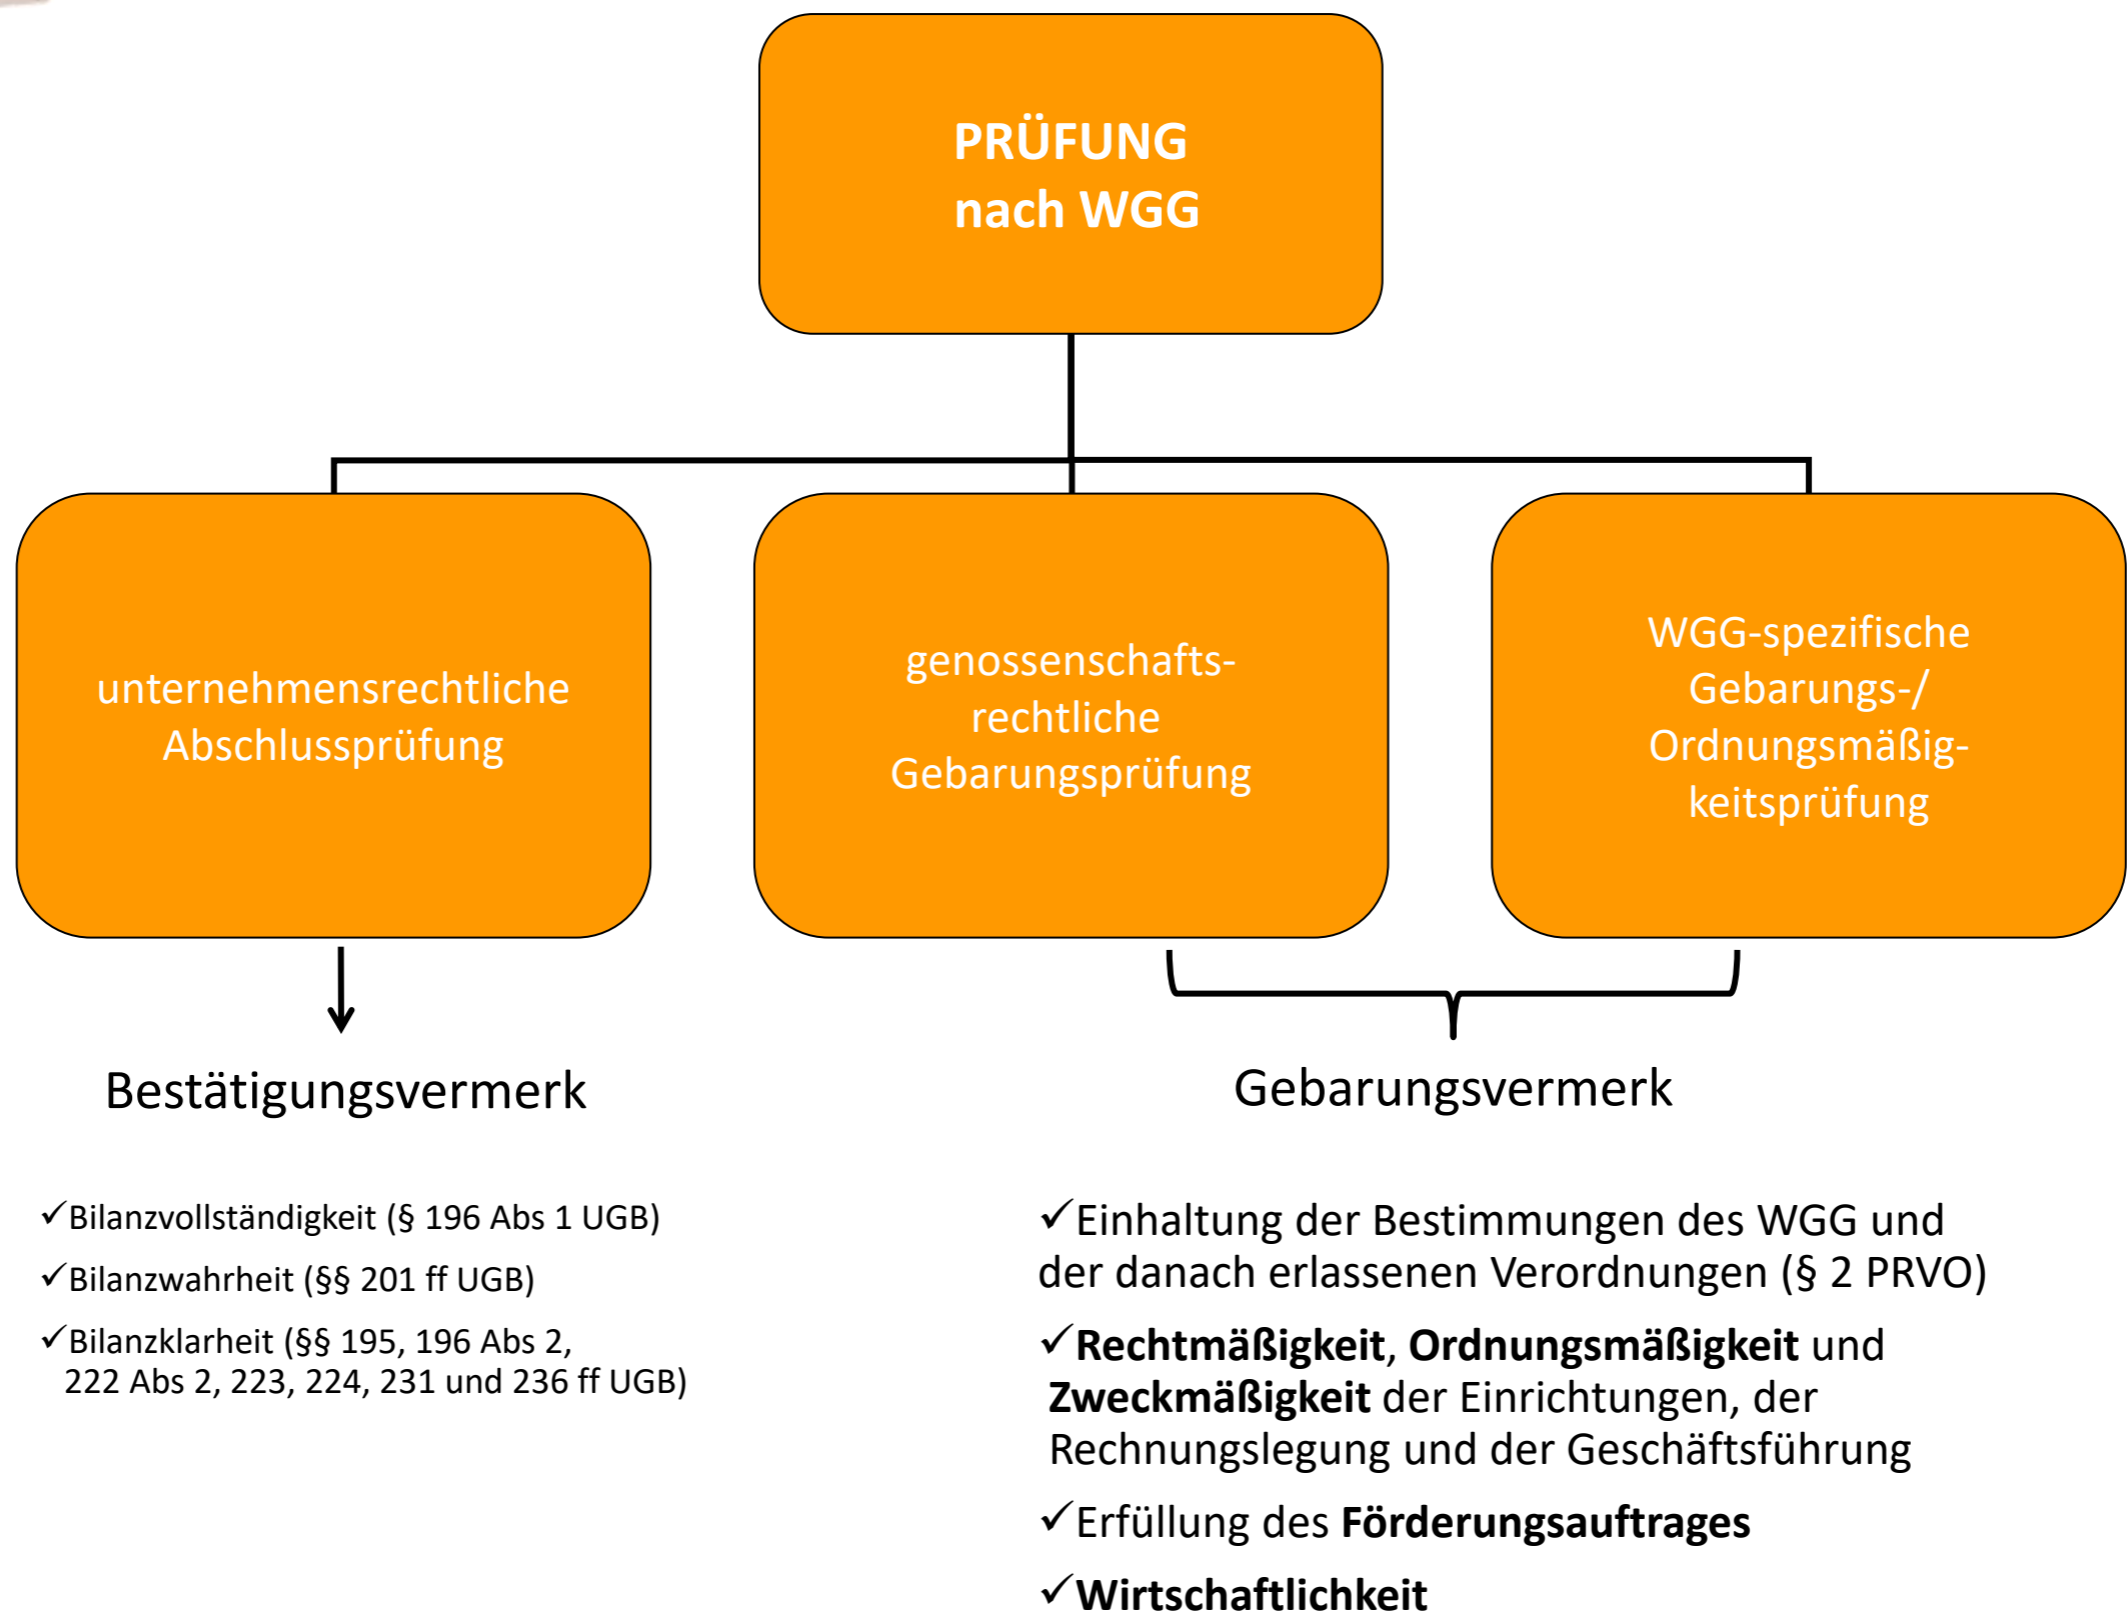 PRÜFUNG
nach WGG
unternehmensrechtliche
Abschlussprüfung
genossenschafts-
rechtliche
Gebarungsprüfung
WGG-spezifische
Gebarungs-/
Ordnungsmäßig-
keitsprüfung
Bestätigungsvermerk
✓Bilanzvollständigkeit (§ 196 Abs 1 UGB)
✓Bilanzwahrheit (§§ 201 ff UGB)
✓Bilanzklarheit (§§ 195, 196 Abs 2,
222 Abs 2, 223, 224, 231 und 236 ff UGB)
Gebarungsvermerk
✓Einhaltung der Bestimmungen des WGG und
der danach erlassenen Verordnungen (§ 2 PRVO)
✓Rechtmäßigkeit, Ordnungsmäßigkeit und
Zweckmäßigkeit der Einrichtungen, der
Rechnungslegung und der Geschäftsführung
✓Erfüllung des Förderungsauftrages
✓Wirtschaftlichkeit